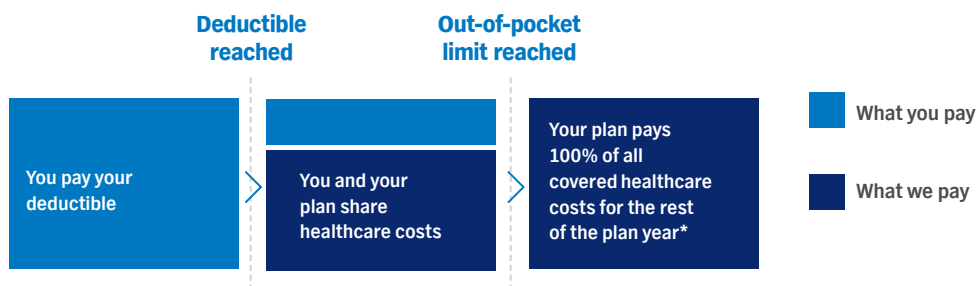 Deductible
reached
Out-of-pocket
limit reached
You pay your
deductible
You and your
plan share
healthcare costs
Your plan pays
100% of all
covered healthcare
costs for the rest
of the plan year*
What you pay
What we pay